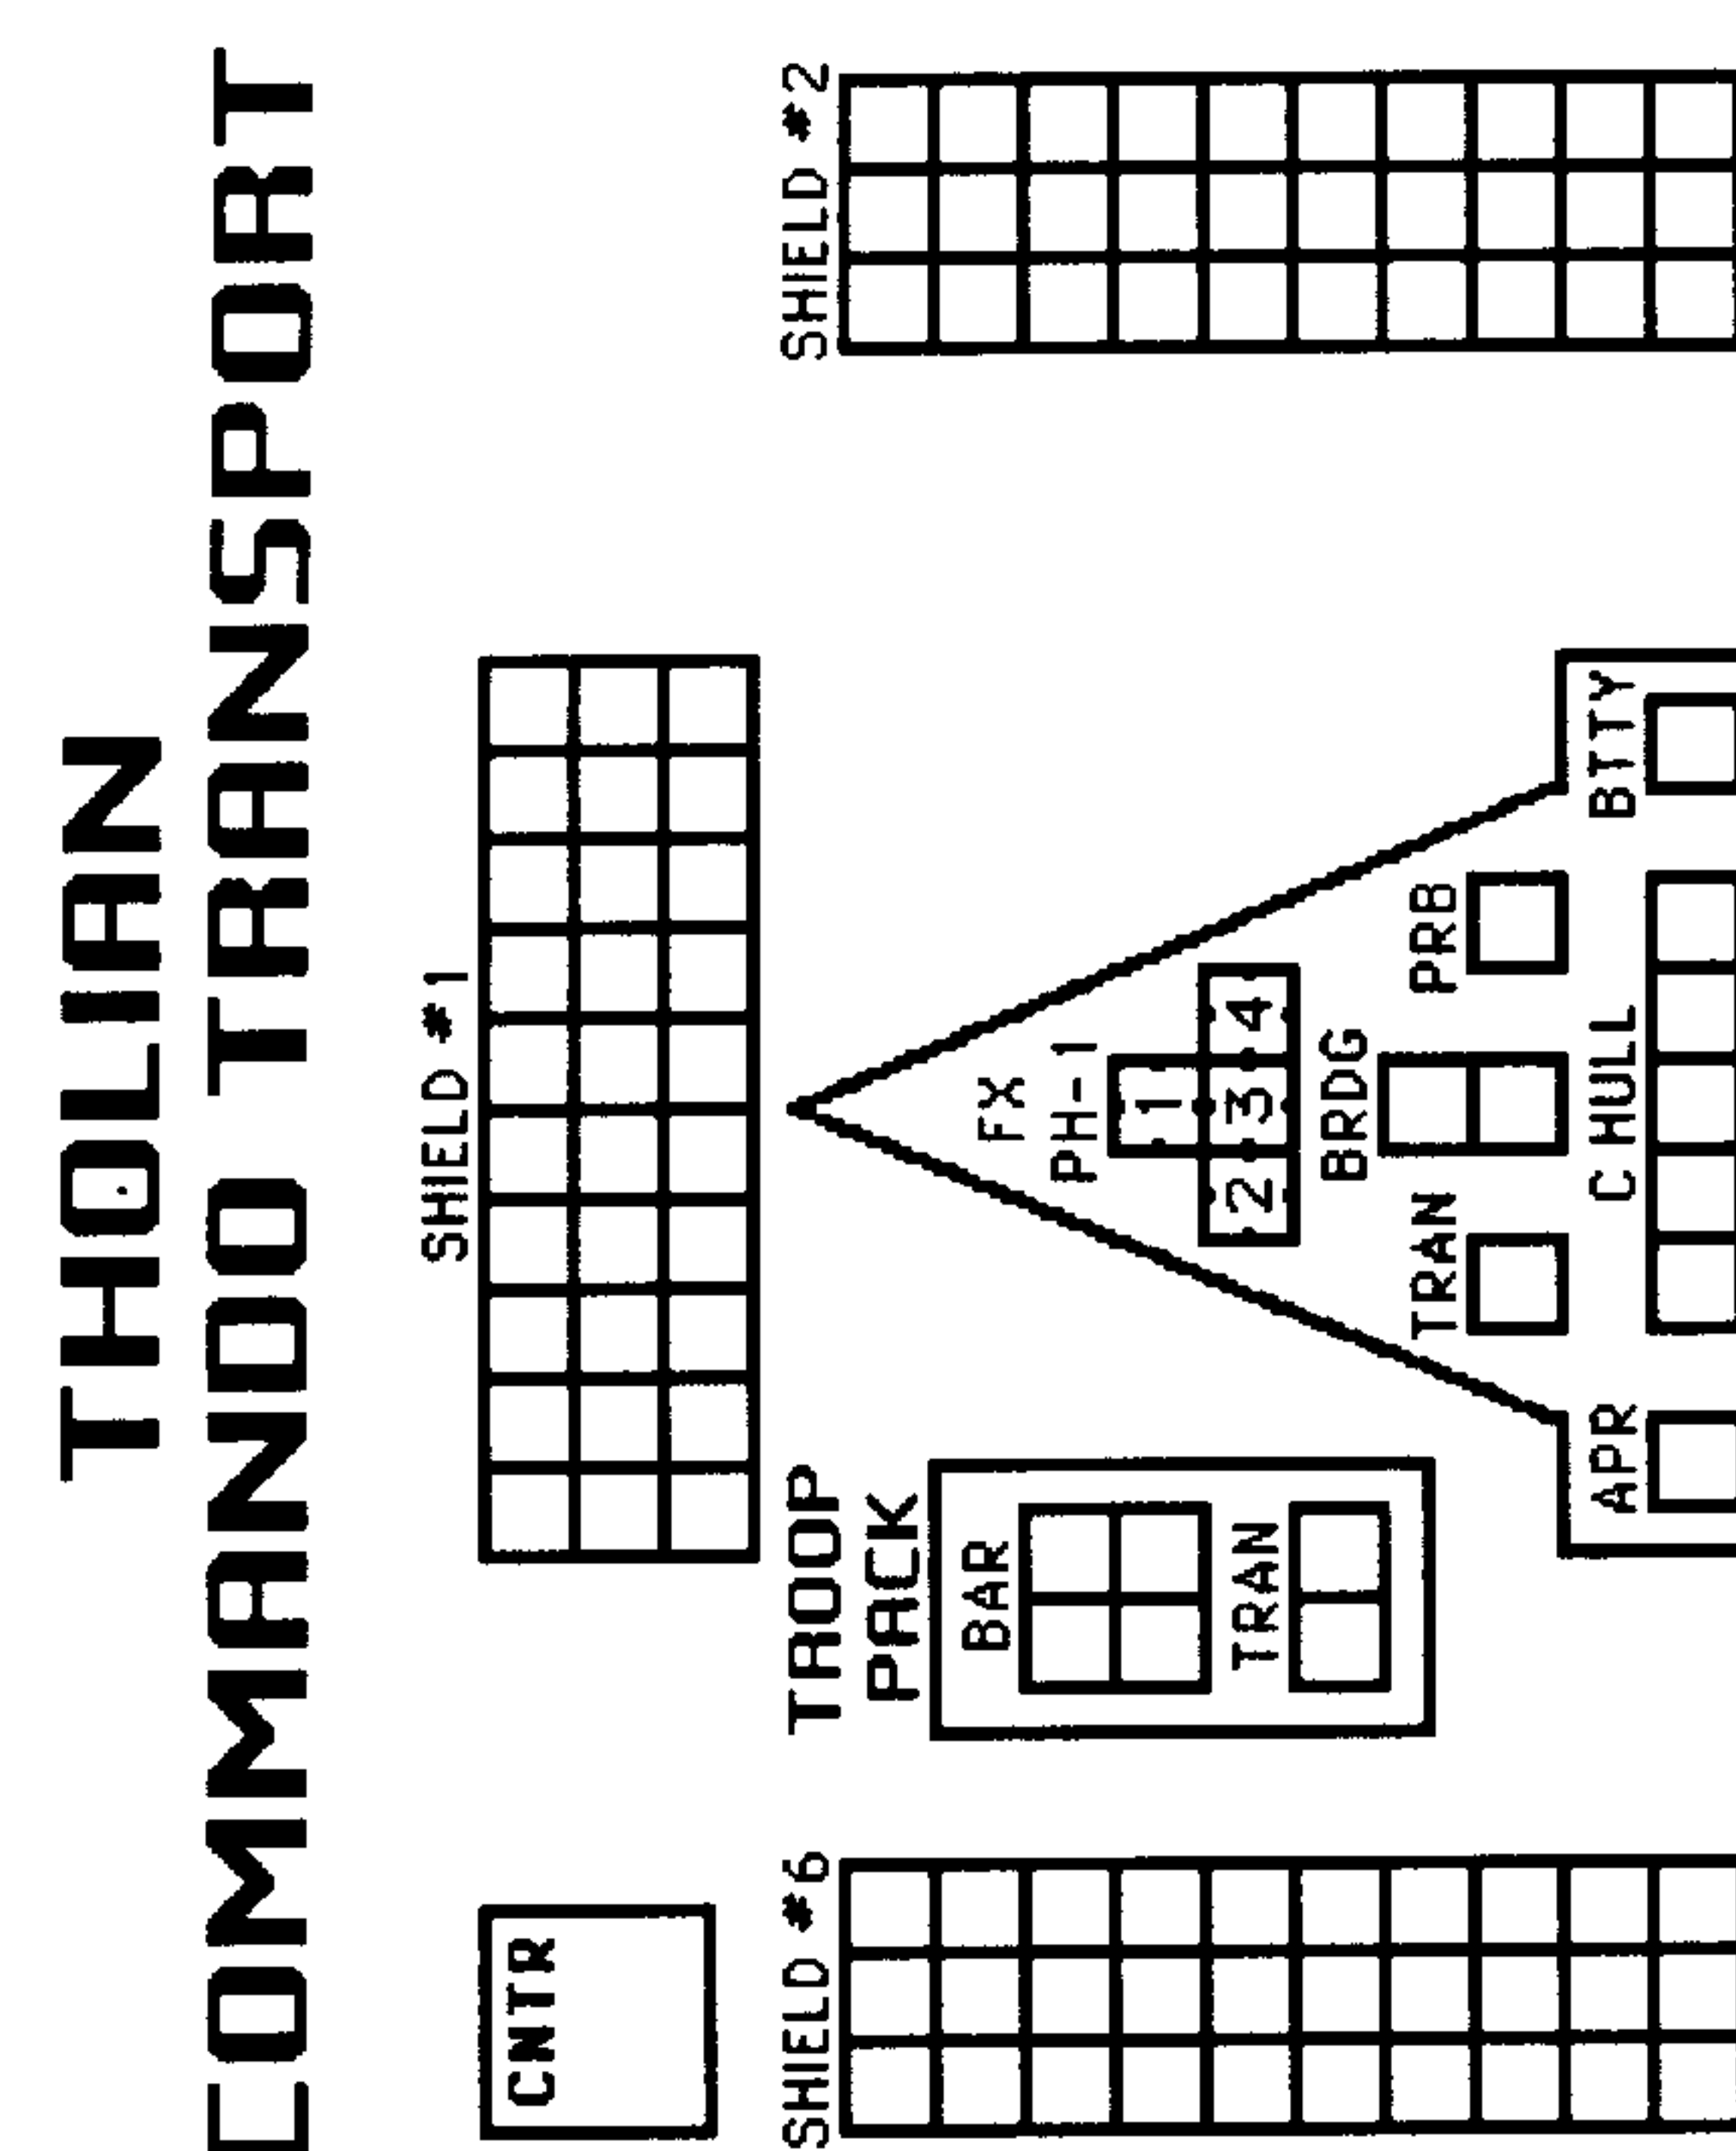 THOLIAN
COMMANDO TRANSPORT
CNTR
SHIELD #1
SHIELD #6
TROOP
PACK
SHIELD #2
BAR
FX
PH-1
1
TRAN
2 3 4
BRDG
TRAN
PRB
APR
C HULL
BTTY